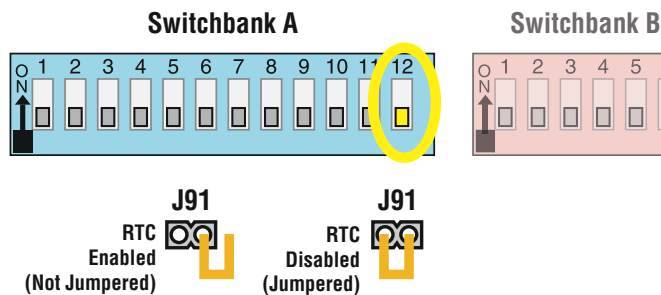 Switchbank A
Switchbank B
ON 1 2 3 4 5 6 7 8 9 10 11 12
ON 1 2 3 4 5
J91
RTC
Enabled
(Not Jumpered)
J91
RTC
Disabled
(Jumpered)